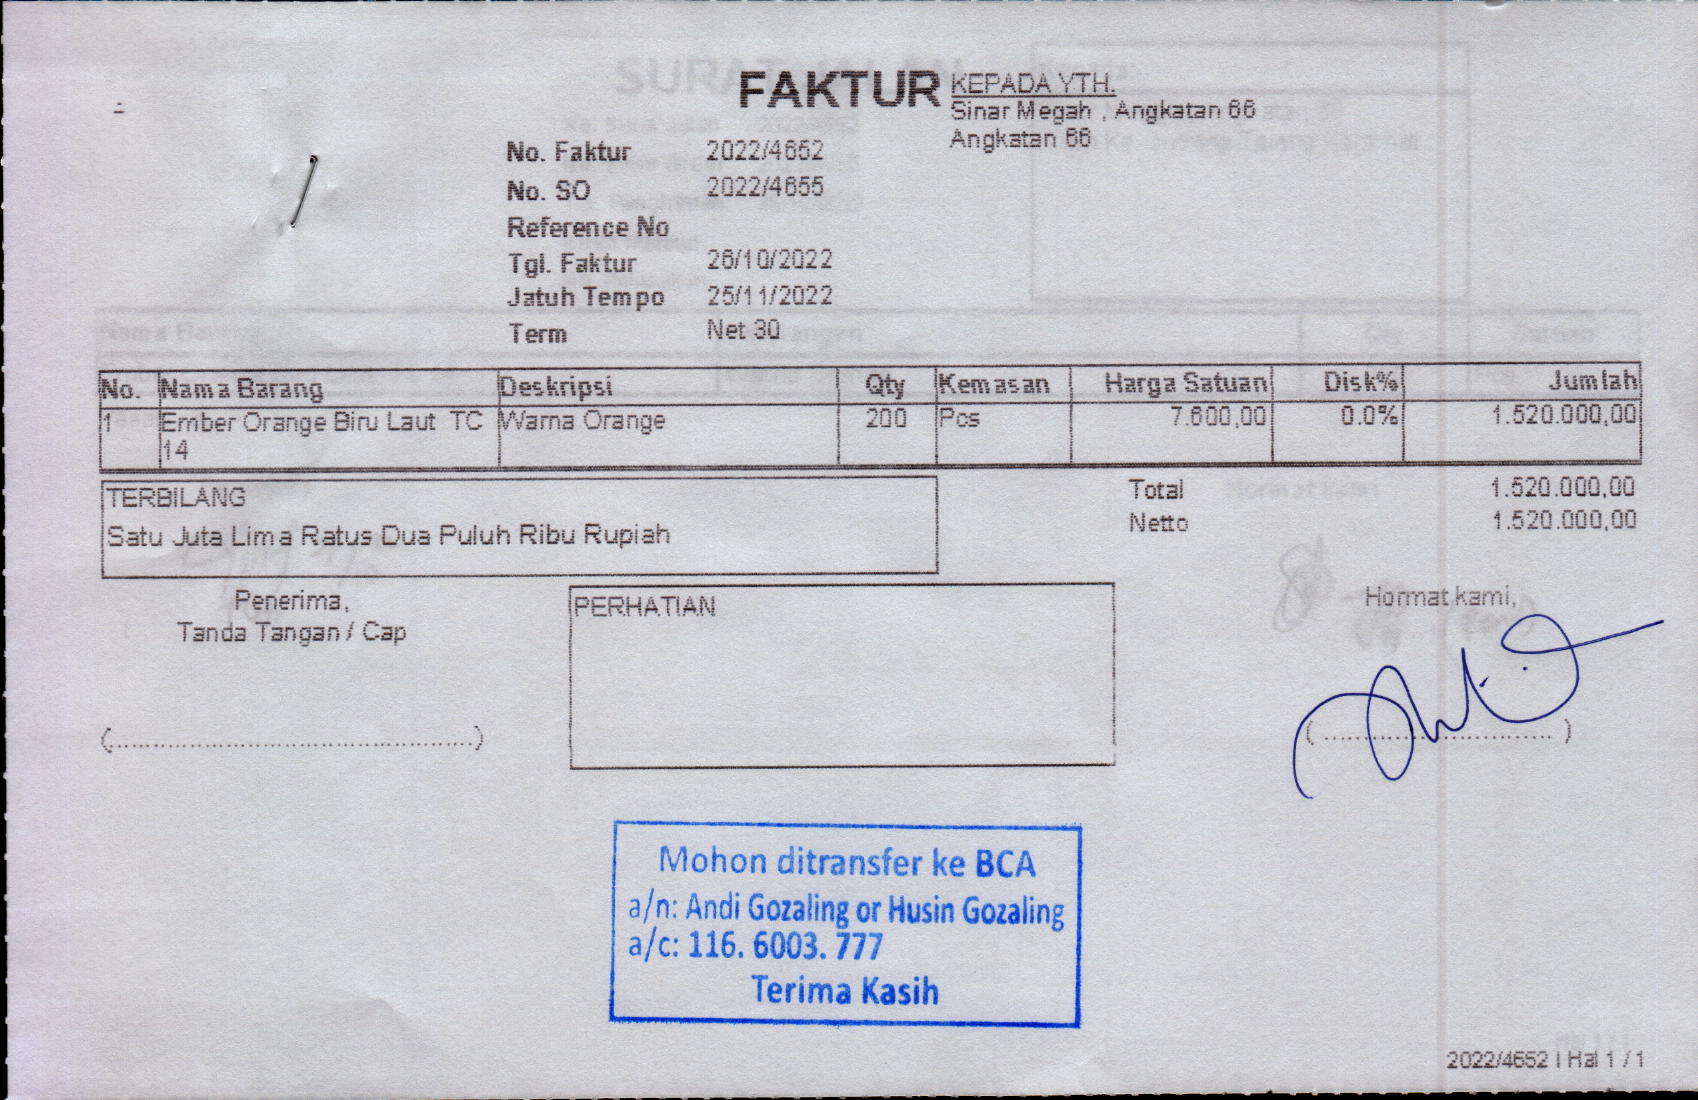 FAKTUR
KEPADA YTH.
Sinar Megah , Angkatan 66
Angkatan 66
No. Faktur 2022/4652
No. SO 2022/4655
Reference No
Tgl. Faktur 26/10/2022
Jatuh Tempo 25/11/2022
Term Net 30
No. Nama Barang Deskripsi Qty Kemasan Harga Satuan Disk% Jumlah
1 Ember Orange Biru Laut TC Warna Orange 200 Pcs 7.600,00 0.0% 1.520.000,00
14
TERBILANG
Satu Juta Lima Ratus Dua Puluh Ribu Rupiah
Total 1.520.000,00
Netto 1.520.000,00
Penerima,
Tanda Tangan / Cap
(..............................................)
PERHATIAN
Hormat kami,
(..............................)
Mohon ditransfer ke BCA
a/n: Andi Gozaling or Husin Gozaling
a/c: 116. 6003. 777
Terima Kasih
2022/4652 | Hal 1 / 1